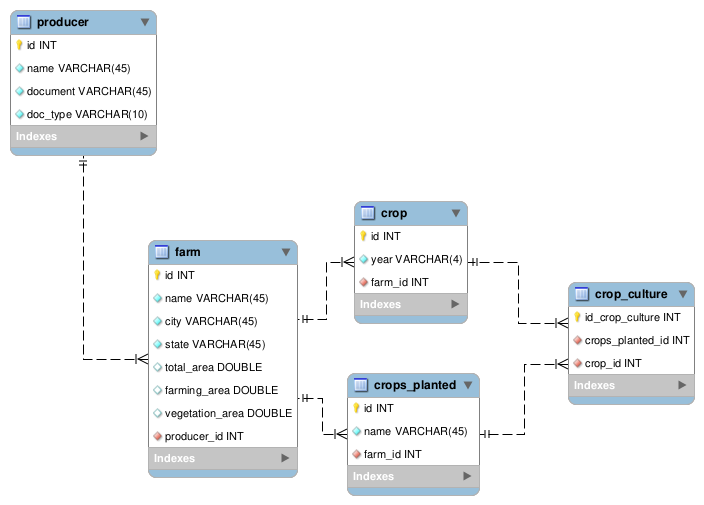 producer
id INT
name VARCHAR(45)
document VARCHAR(45)
doc_type VARCHAR(10)
Indexes
farm
id INT
name VARCHAR(45)
city VARCHAR(45)
state VARCHAR(45)
total_area DOUBLE
farming_area DOUBLE
vegetation_area DOUBLE
producer_id INT
Indexes
crop
id INT
year VARCHAR(4)
farm_id INT
Indexes
crops_planted
id INT
name VARCHAR(45)
farm_id INT
Indexes
crop_culture
id_crop_culture INT
crops_planted_id INT
crop_id INT
Indexes